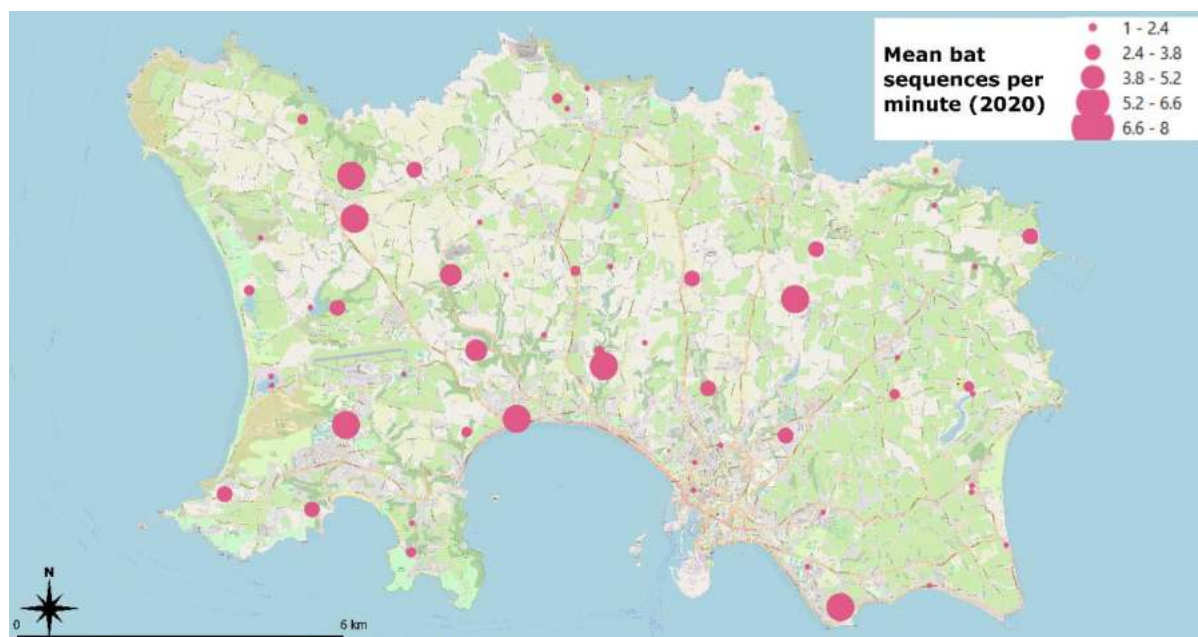 Mean bat
sequences per
minute (2020)
1 - 2.4
2.4 - 3.8
3.8 - 5.2
5.2 - 6.6
6.6 - 8
N
0
6 km